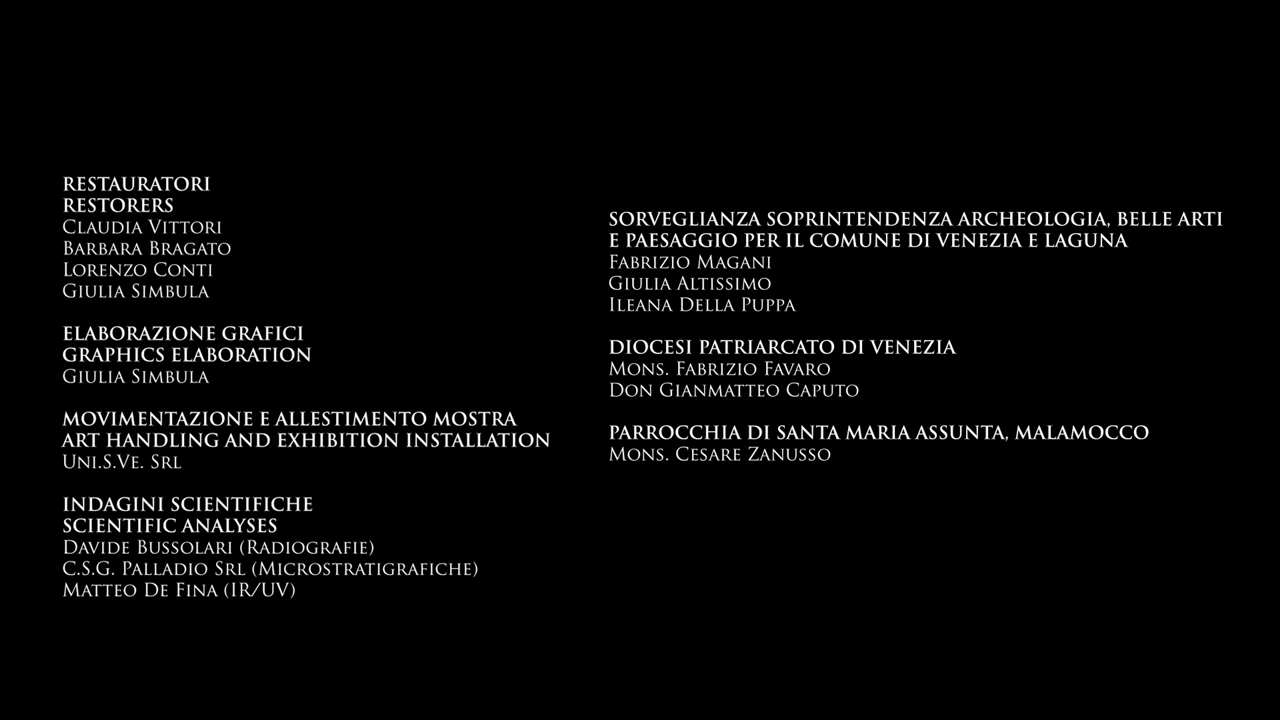 RESTAURATORI
RESTORERS
CLAUDIA VITTORI
BARBARA BRAGATO
LORENZO CONTI
GIULIA SIMBULA
ELABORAZIONE GRAFICI
GRAPHICS ELABORATION
GIULIA SIMBULA
MOVIMENTAZIONE E ALLESTIMENTO MOSTRA
ART HANDLING AND EXHIBITION INSTALLATION
UNI.S.VE. SRL
INDAGINI SCIENTIFICHE
SCIENTIFIC ANALYSES
DAVIDE BUSSOLARI (RADIOGRAFIE)
C.S.G. PALLADIO SRL (MICROSTRATIGRAFICHE)
MATTEO DE FINA (IR/UV)
SORVEGLIANZA SOPRINTENDENZA ARCHEOLOGIA, BELLE ARTI
E PAESAGGIO PER IL COMUNE DI VENEZIA E LAGUNA
FABRIZIO MAGANI
GIULIA ALTISSIMO
ILEANA DELLA PUPPA
DIOCESI PATRIARCATO DI VENEZIA
MONS. FABRIZIO FAVARO
DON GIANMATTEO CAPUTO
PARROCCHIA DI SANTA MARIA ASSUNTA, MALAMOCCO
MONS. CESARE ZANUSSO